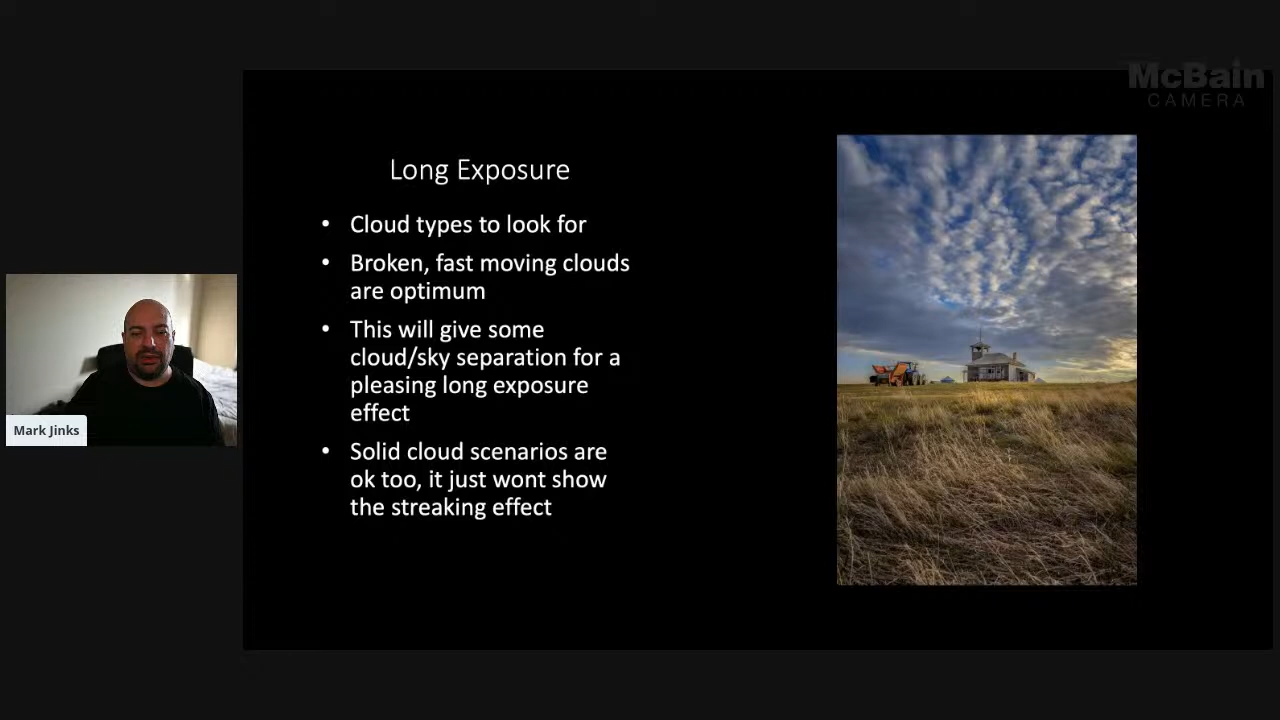 McBain
CAMERA
Long Exposure
• Cloud types to look for
• Broken, fast moving clouds
are optimum
• This will give some
cloud/sky separation for a
pleasing long exposure
effect
• Solid cloud scenarios are
ok too, it just wont show
the streaking effect
Mark Jinks